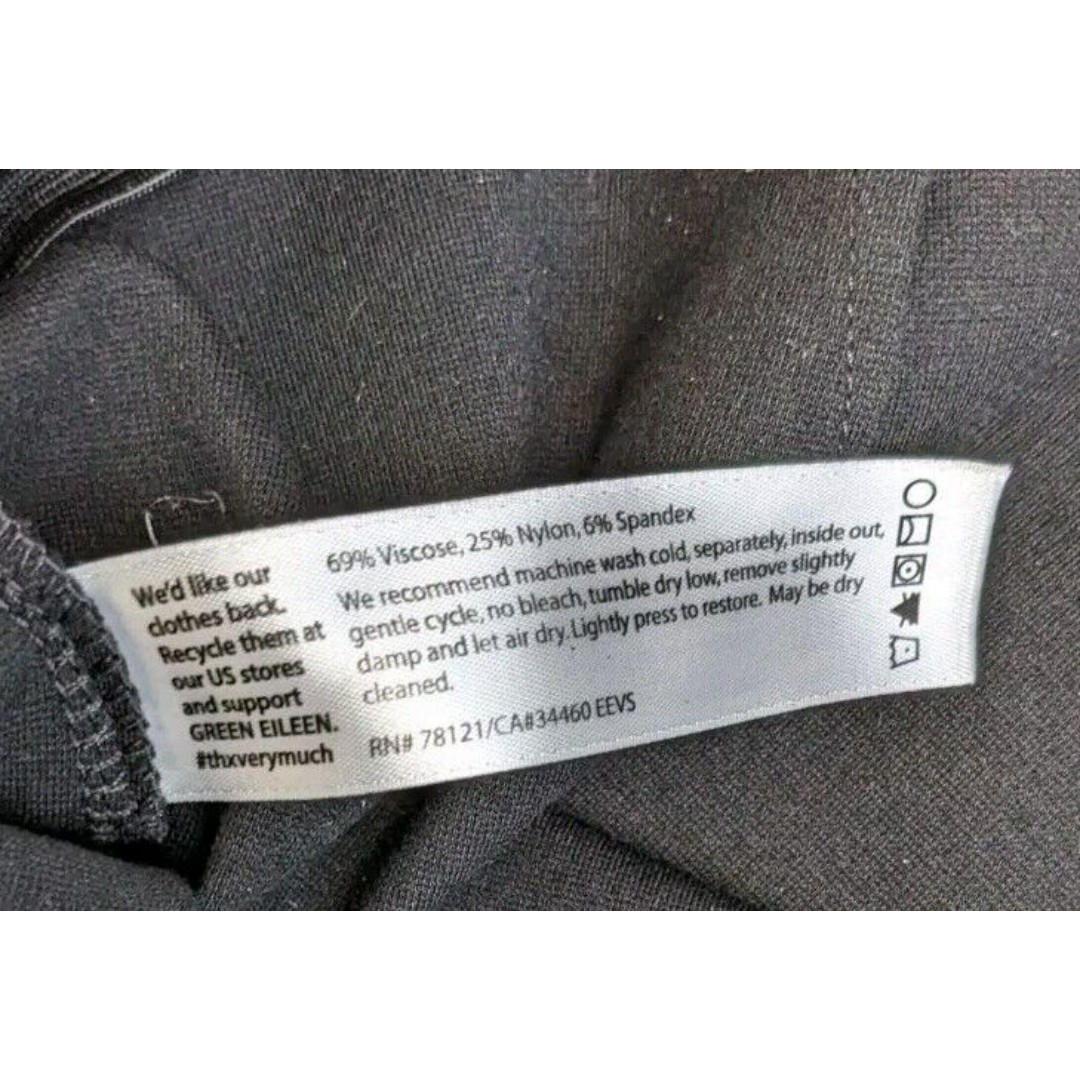 We'd like our
clothes back.
Recycle them at
our US stores
and support
GREEN EILEEN.
#thxverymuch
69% Viscose, 25% Nylon, 6% Spandex
We recommend machine wash cold, separately, inside out,
gentle cycle, no bleach, tumble dry low, remove slightly
damp and let air dry. Lightly press to restore. May be dry
cleaned.
RN# 78121/CA#34460 EEVS